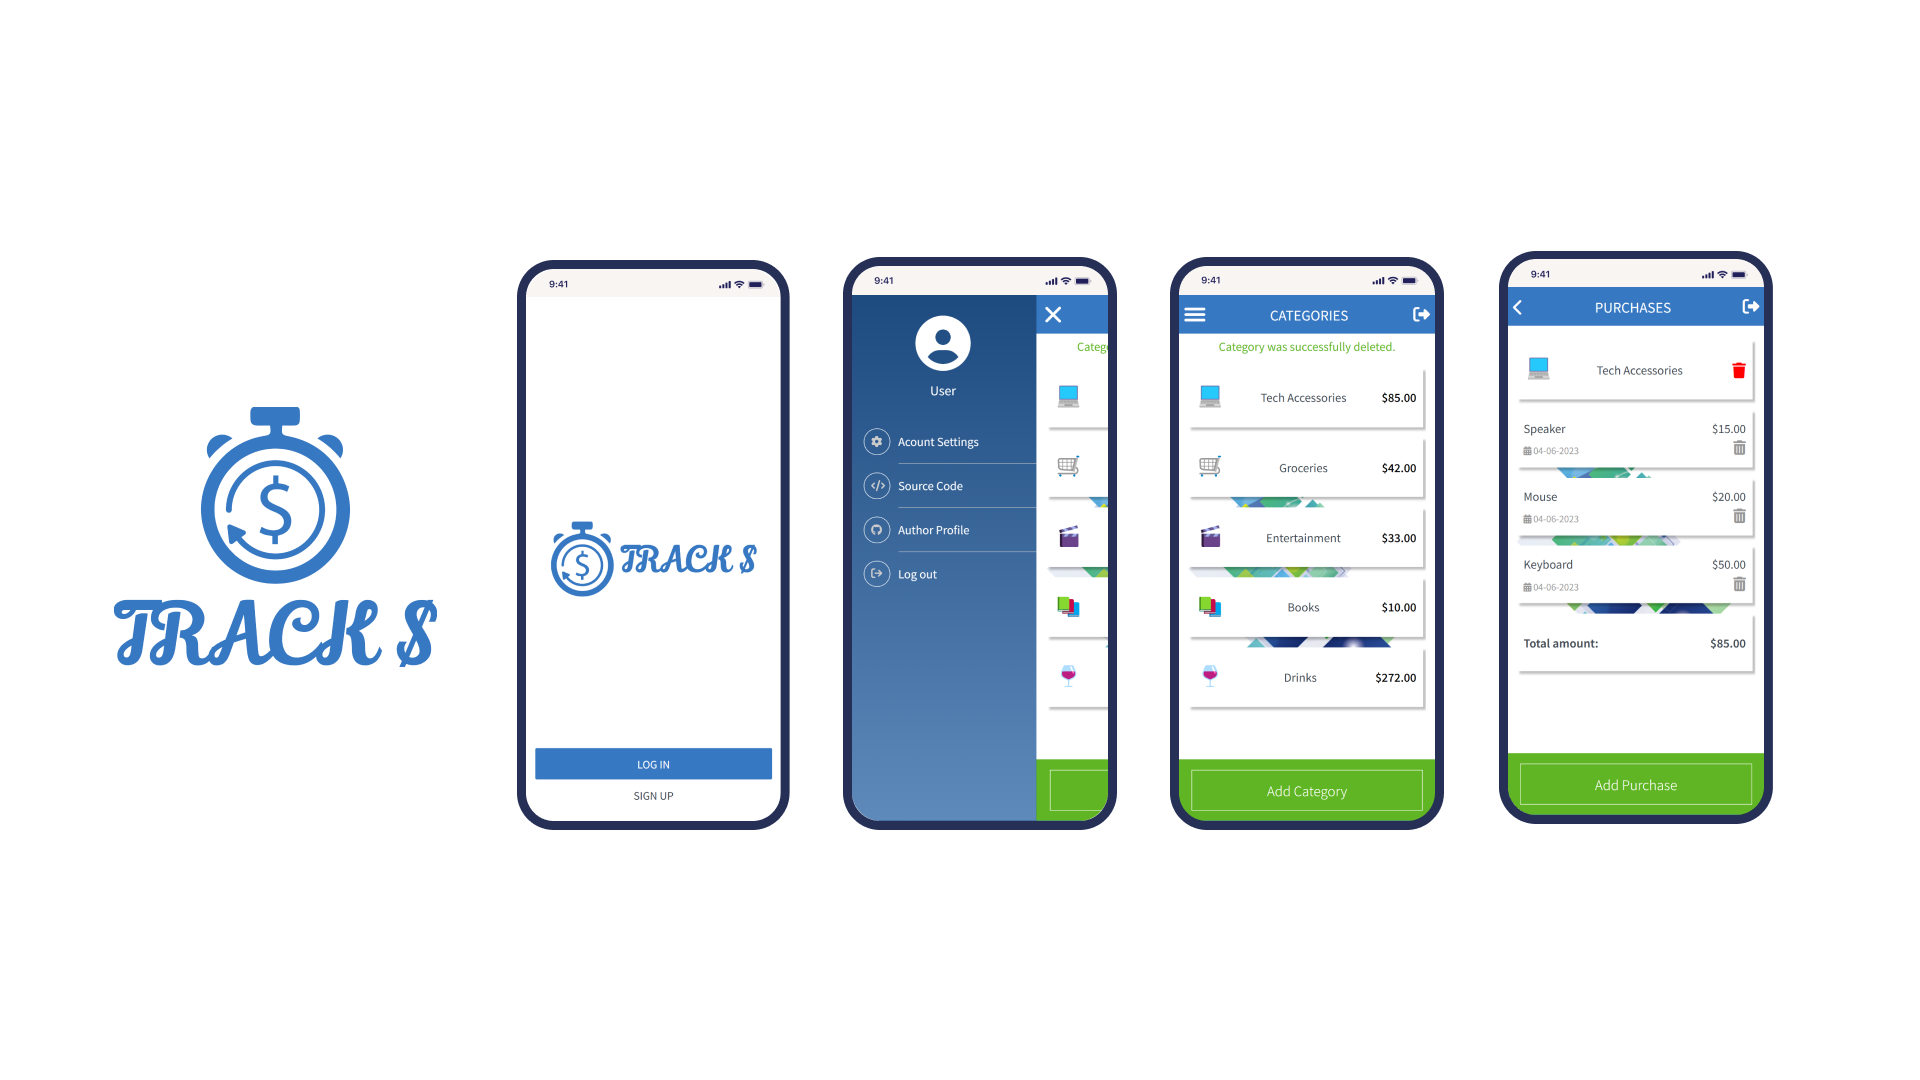 TRACK $
9:41
TRACK $
LOG IN
SIGN UP
9:41
User
Acount Settings
Source Code
Author Profile
Log out
Catego
9:41
CATEGORIES
Category was successfully deleted.
Tech Accessories $85.00
Groceries $42.00
Entertainment $33.00
Books $10.00
Drinks $272.00
Add Category
9:41
PURCHASES
Tech Accessories
Speaker $15.00
04-06-2023
Mouse $20.00
04-06-2023
Keyboard $50.00
04-06-2023
Total amount: $85.00
Add Purchase